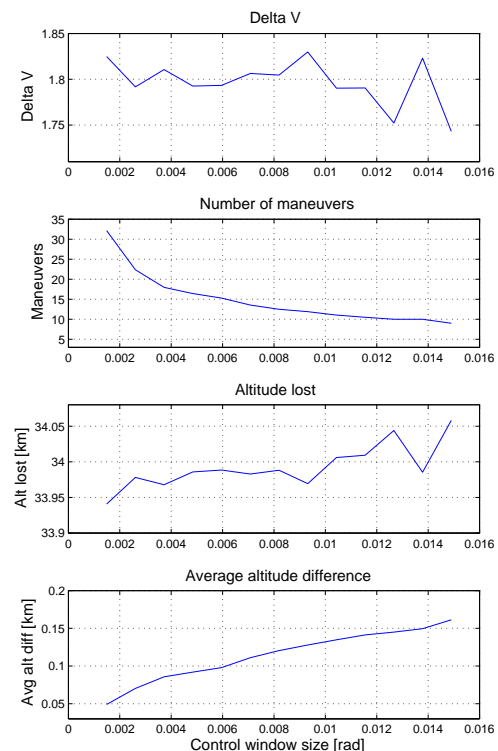 Delta V
1.85
1.8
1.75
Delta V
0 0.002 0.004 0.006 0.008 0.01 0.012 0.014 0.016
Number of maneuvers
35
30
25
20
15
10
5
Maneuvers
0 0.002 0.004 0.006 0.008 0.01 0.012 0.014 0.016
Altitude lost
34.05
34
33.95
33.9
Alt lost [km]
0 0.002 0.004 0.006 0.008 0.01 0.012 0.014 0.016
Average altitude difference
0.2
0.15
0.1
0.05
Avg alt diff [km]
0 0.002 0.004 0.006 0.008 0.01 0.012 0.014 0.016
Control window size [rad]